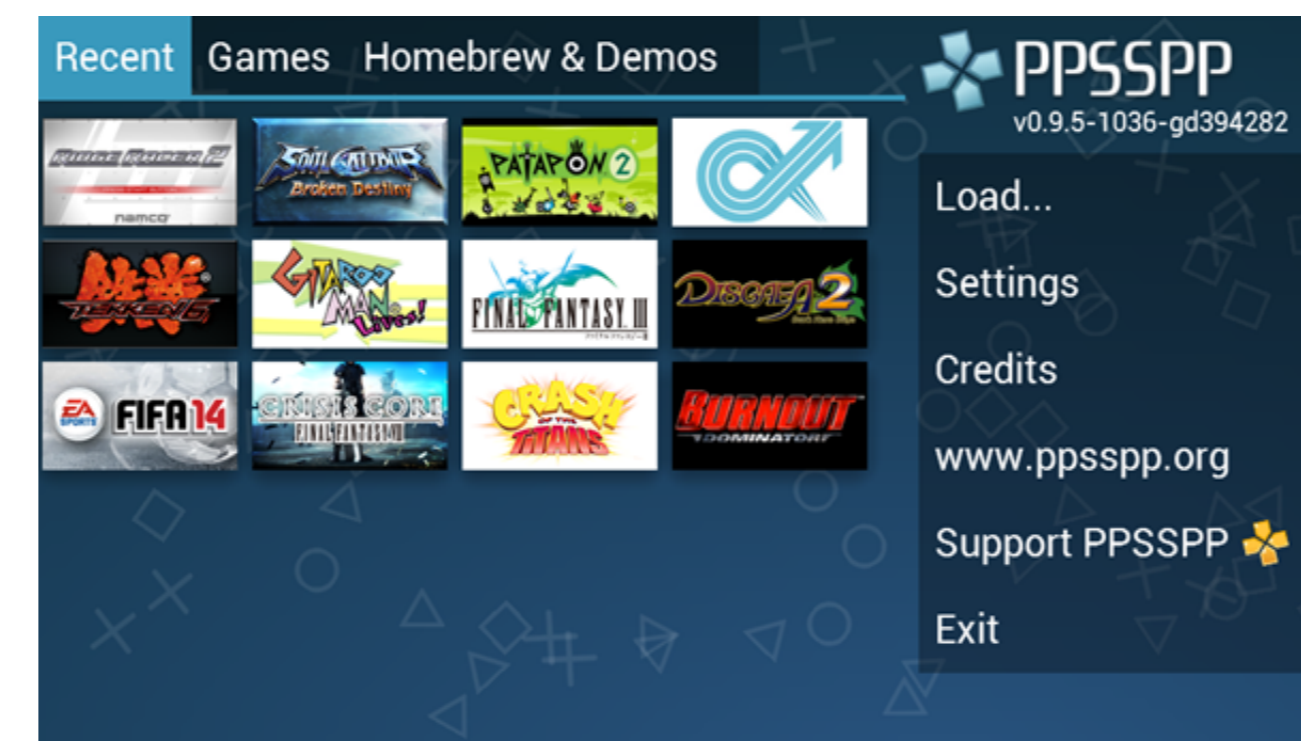 Recent Games Homebrew & Demos
PPSSPP
v0.9.5-1036-gd394282
RIDGE RACER 2
namco
SOULCALIBUR
Broken Destiny
PATAPON 2
TEKKEN 6
GITAROO
MAN
Lives!
FINAL FANTASY III
DISGAEA 2
EA
SPORTS
FIFA 14
CRISIS CORE
FINAL FANTASY VII
CRASH
OF THE
TITANS
BURNOUT
DOMINATOR
Load...
Settings
Credits
www.ppsspp.org
Support PPSSPP
Exit